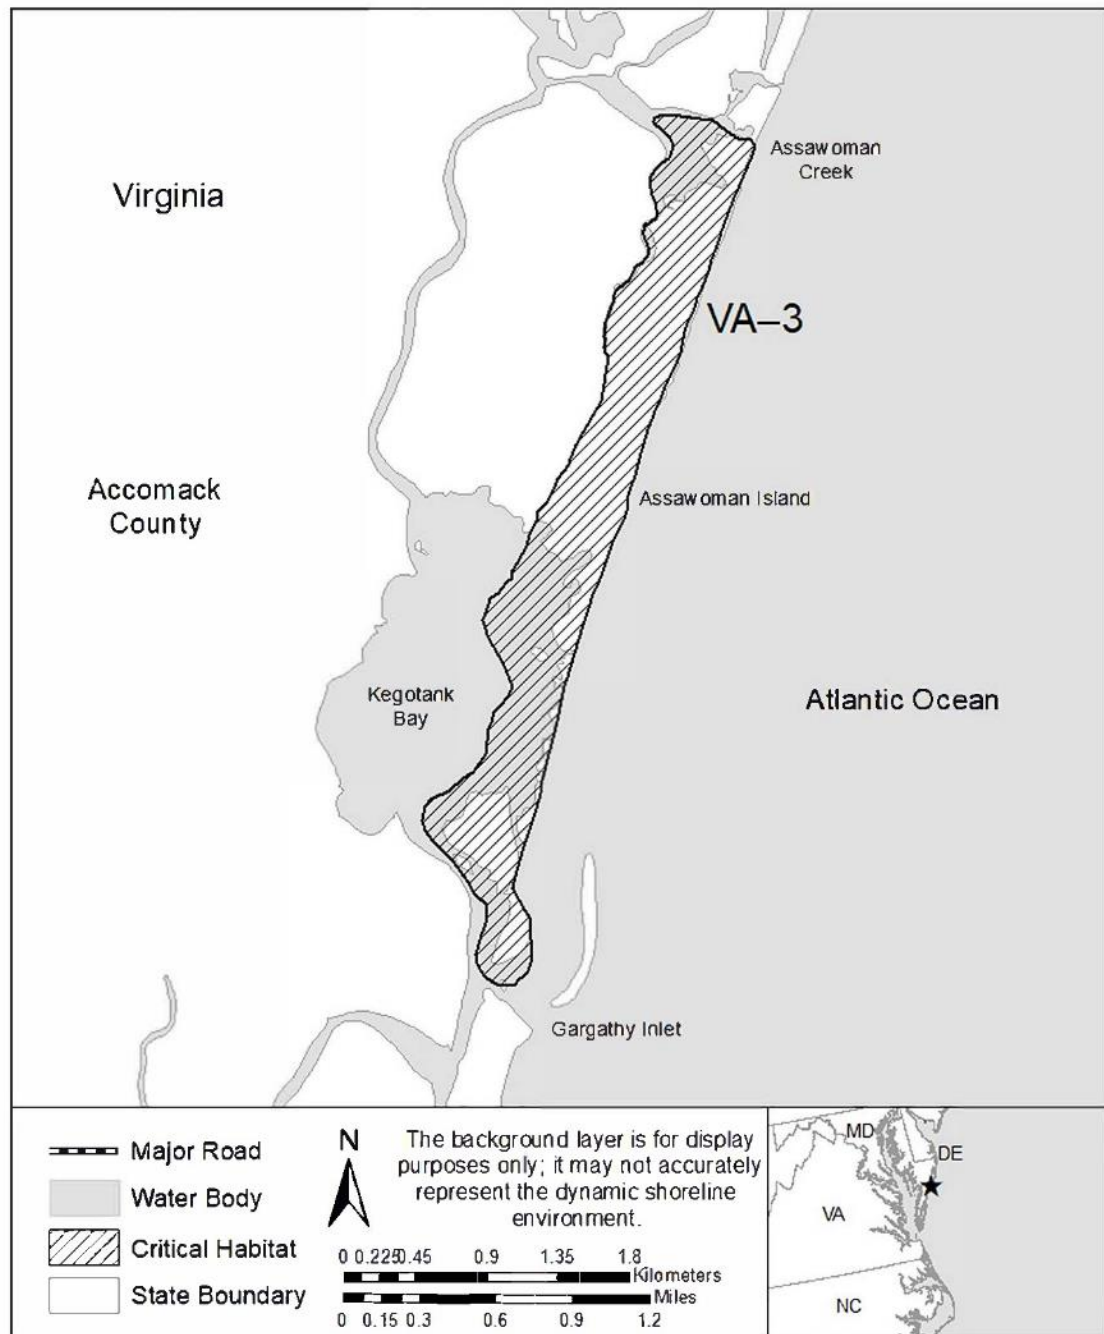 Assawoman
Creek
Virginia
VA–3
Accomack
County
Assawoman Island
Kegotank
Bay
Atlantic Ocean
Gargathy Inlet
Major Road
Water Body
Critical Habitat
State Boundary
N
The background layer is for display
purposes only; it may not accurately
represent the dynamic shoreline
environment.
0 0.225 0.45 0.9 1.35 1.8
Kilometers
Miles
0 0.15 0.3 0.6 0.9 1.2
MD
DE
VA
NC